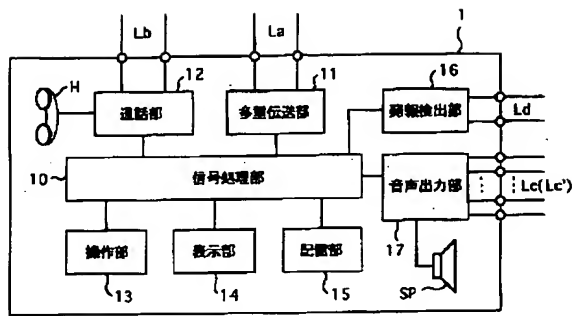 Lb
La
1
H
12
11
16
通話部
多重伝送部
発報検出部
Ld
10
信号処理部
音声出力部
Lc(Lc')
17
操作部
表示部
記憶部
13
14
15
SP